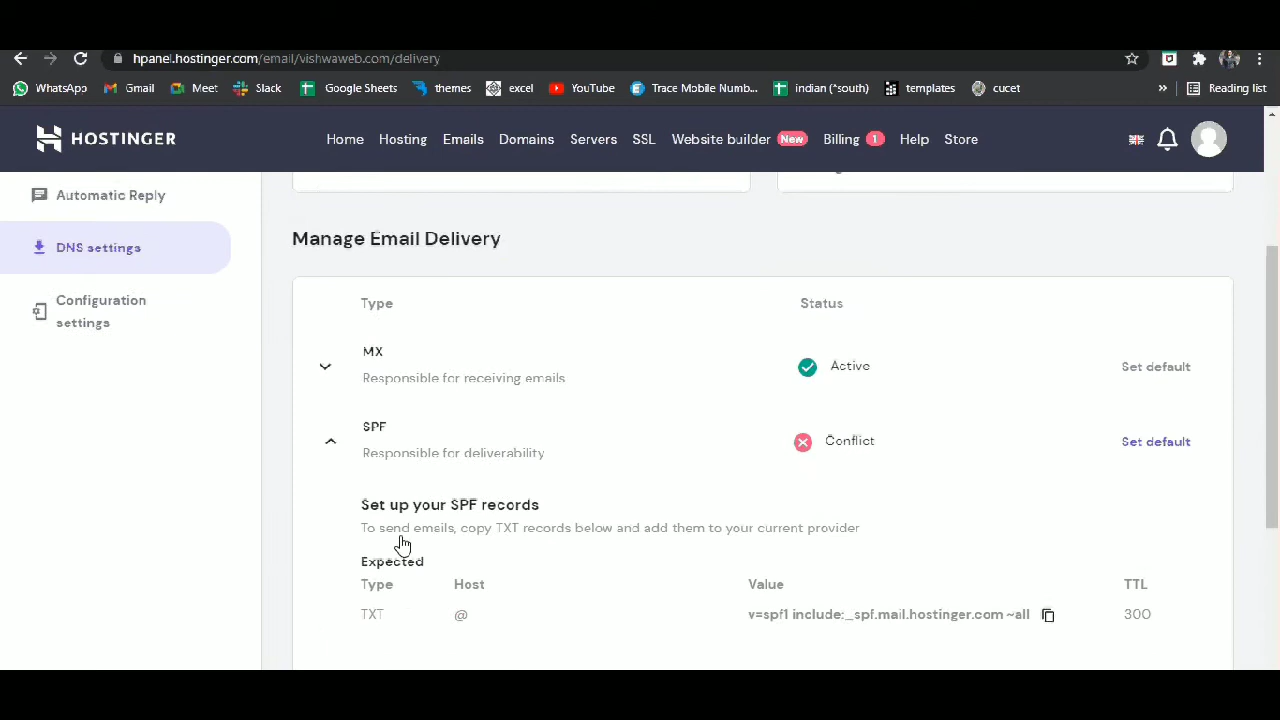 hpanel.hostinger.com/email/vishwaweb.com/delivery
WhatsApp Gmail Meet Slack Google Sheets themes excel YouTube Trace Mobile Numb... indian (*south) templates cucet » Reading list
HOSTINGER Home Hosting Emails Domains Servers SSL Website builder New Billing 1 Help Store
Automatic Reply
DNS settings
Configuration
settings
Manage Email Delivery
Type Status
MX
Responsible for receiving emails
Active Set default
SPF
Responsible for deliverability
Conflict Set default
Set up your SPF records
To send emails, copy TXT records below and add them to your current provider
Expected
Type Host Value TTL
TXT @ v=spf1 include:_spf.mail.hostinger.com ~all 300